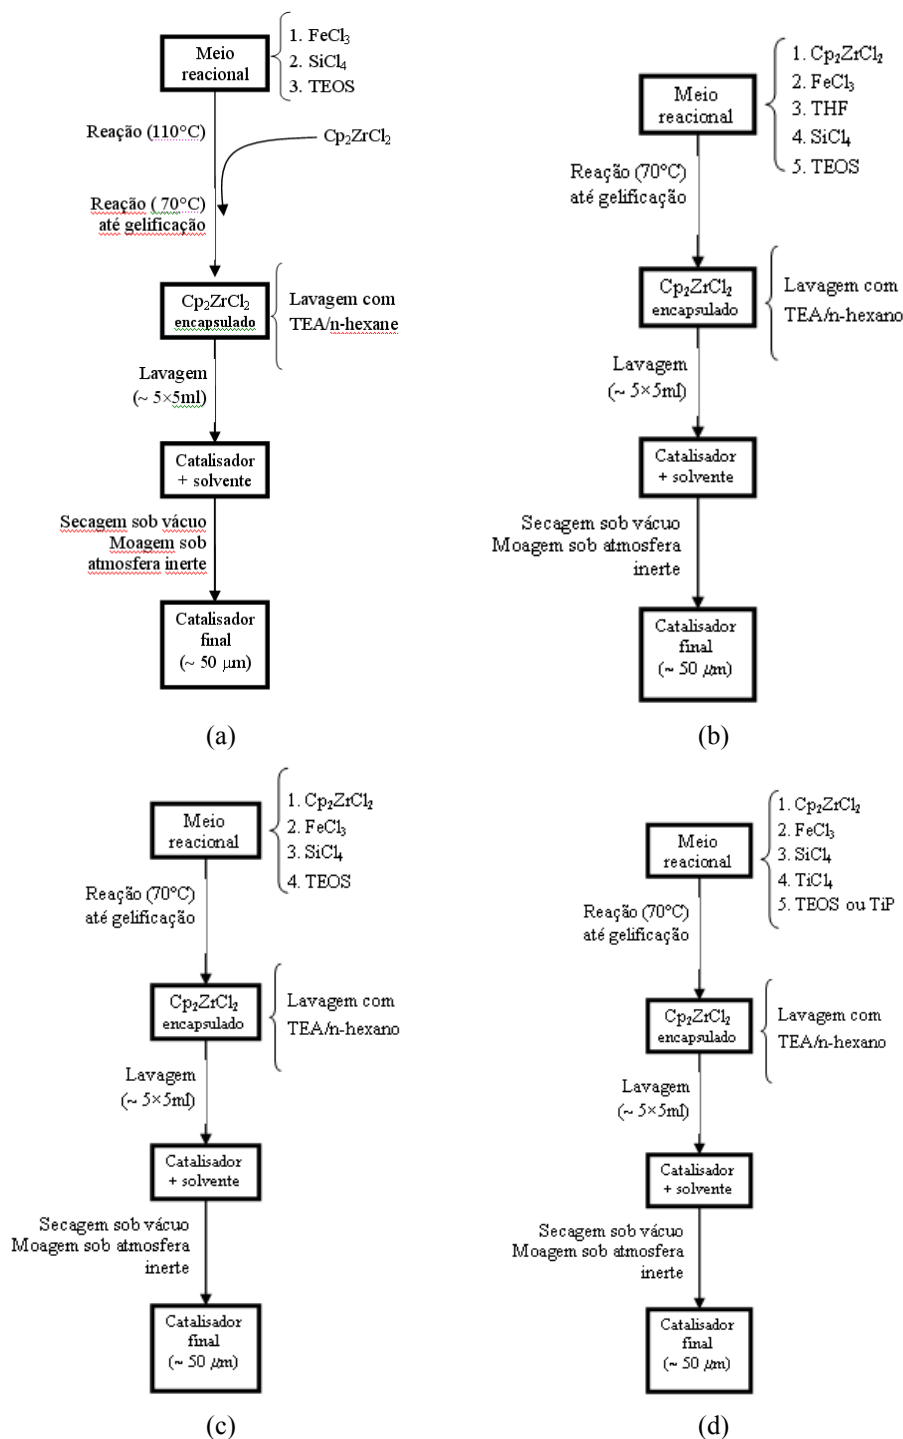 Meio
reacional
1. FeCl₃
2. SiCl₄
3. TEOS
Reação (110°C)
Cp₂ZrCl₂
Reação ( 70°C)
até gelificação
Cp₂ZrCl₂
encapsulado
Lavagem com
TEA/n-hexane
Lavagem
(~ 5×5ml)
Catalisador
+ solvente
Secagem sob vácuo
Moagem sob
atmosfera inerte
Catalisador
final
(~ 50 µm)
(a)
Meio
reacional
1. Cp₂ZrCl₂
2. FeCl₃
3. THF
4. SiCl₄
5. TEOS
Reação (70°C)
até gelificação
Cp₂ZrCl₂
encapsulado
Lavagem com
TEA/n-hexano
Lavagem
(~ 5×5ml)
Catalisador
+ solvente
Secagem sob vácuo
Moagem sob atmosfera
inerte
Catalisador
final
(~ 50 µm)
(b)
Meio
reacional
1. Cp₂ZrCl₂
2. FeCl₃
3. SiCl₄
4. TEOS
Reação (70°C)
até gelificação
Cp₂ZrCl₂
encapsulado
Lavagem com
TEA/n-hexano
Lavagem
(~ 5×5ml)
Catalisador
+ solvente
Secagem sob vácuo
Moagem sob atmosfera
inerte
Catalisador
final
(~ 50 µm)
(c)
Meio
reacional
1. Cp₂ZrCl₂
2. FeCl₃
3. SiCl₄
4. TiCl₄
5. TEOS ou TiP
Reação (70°C)
até gelificação
Cp₂ZrCl₂
encapsulado
Lavagem com
TEA/n-hexano
Lavagem
(~ 5×5ml)
Catalisador
+ solvente
Secagem sob vácuo
Moagem sob atmosfera
inerte
Catalisador
final
(~ 50 µm)
(d)